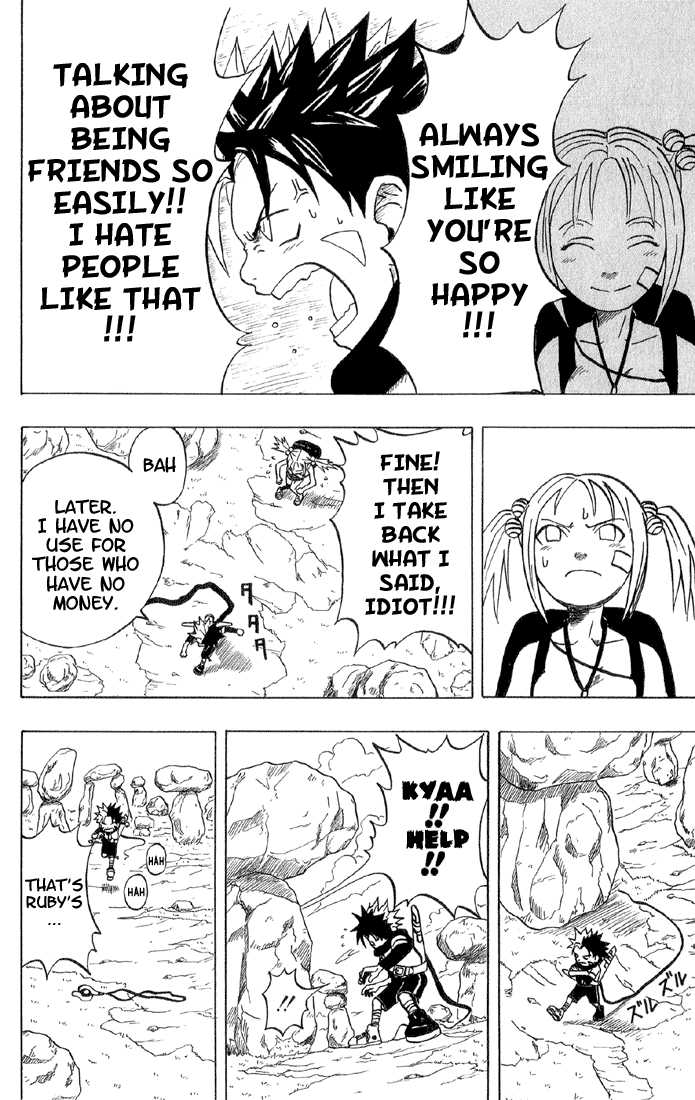 ALWAYS
SMILING
LIKE
YOU'RE
SO
HAPPY
!!!
TALKING
ABOUT
BEING
FRIENDS SO
EASILY!!
I HATE
PEOPLE
LIKE THAT
!!!
FINE!
THEN
I TAKE
BACK
WHAT I
SAID,
IDIOT!!!
BAH
LATER.
I HAVE NO
USE FOR
THOSE WHO
HAVE NO
MONEY.
ズル
ズル
KYAA
!!
HELP
!!
!!
HAH
HAH
THAT'S
RUBY'S
...